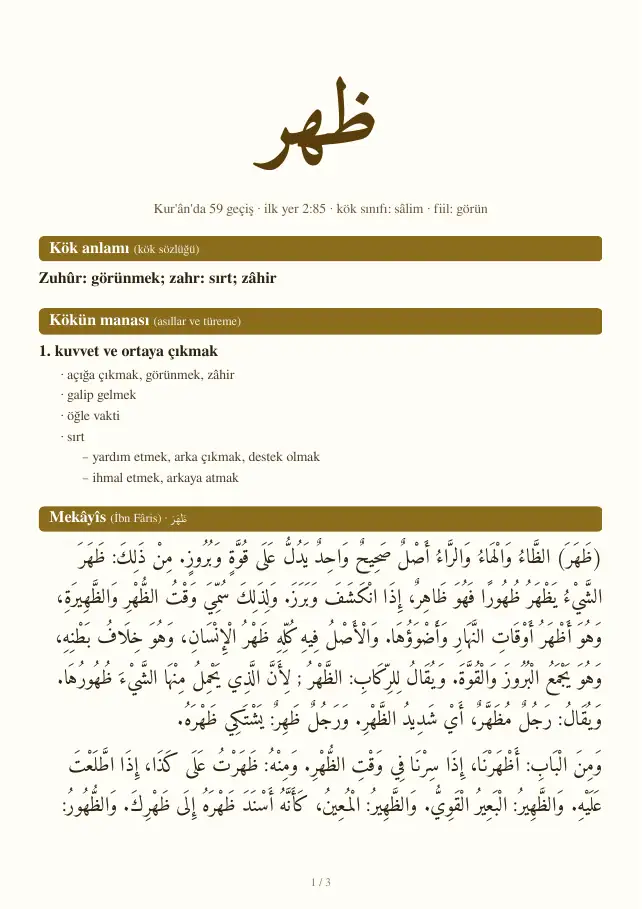 ظهر
Kur'ân'da 59 geçiş · ilk yer 2:85 · kök sınıfı: sâlim · fiil: görün
Kök anlamı (kök sözlüğü)
Zuhûr: görünmek; zahr: sırt; zâhir
Kökün manası (asıllar ve türeme)
1. kuvvet ve ortaya çıkmak
· açığa çıkmak, görünmek, zâhir
· galip gelmek
· öğle vakti
· sırt
– yardım etmek, arka çıkmak, destek olmak
– ihmal etmek, arkaya atmak
Mekâyîs (İbn Fâris) · ظَهَرَ
(ظَهَرَ) الظَّاءُ وَالْهَاءُ وَالرَّاءُ أَصْلٌ صَحِيحٌ وَاحِدٌ يَدُلُّ عَلَى قُوَّةٍ وَبُرُوزٍ. مِنْ ذَلِكَ: ظَهَرَ
الشَّيْءُ يَظْهَرُ ظُهُورًا فَهُوَ ظَاهِرٌ، إِذَا انْكَشَفَ وَبَرَزَ. وَلِذَلِكَ سُمِّيَ وَقْتُ الظُّهْرِ وَالظَّهِيرَةِ،
وَهُوَ أَظْهَرُ أَوْقَاتِ النَّهَارِ وَأَضْوَؤُهَا. وَالْأَصْلُ فِيهِ كُلِّهِ ظَهْرُ الْإِنْسَانِ، وَهُوَ خِلَافُ بَطْنِهِ،
وَهُوَ يَجْمَعُ الْبُرُوزَ وَالْقُوَّةَ. وَيُقَالُ لِلرِّكَابِ: الظَّهْرُ ; لِأَنَّ الَّذِي يَحْمِلُ مِنْهَا الشَّيْءَ ظُهُورُهَا.
وَيُقَالُ: رَجُلٌ مُظَهَّرٌ، أَيْ شَدِيدُ الظَّهْرِ. وَرَجُلٌ ظَهِرٌ: يَشْتَكِي ظَهْرَهُ.
وَمِنَ الْبَابِ: أَظْهَرْنَا، إِذَا سِرْنَا فِي وَقْتِ الظُّهْرِ. وَمِنْهُ: ظَهَرْتُ عَلَى كَذَا، إِذَا اطَّلَعْتَ
عَلَيْهِ. وَالظَّهِيرُ: الْبَعِيرُ الْقَوِيُّ. وَالظَّهِيرُ: الْمُعِينُ، كَأَنَّهُ أَسْنَدَ ظَهْرَهُ إِلَى ظَهْرِكَ. وَالظُّهُورُ:
1 / 3